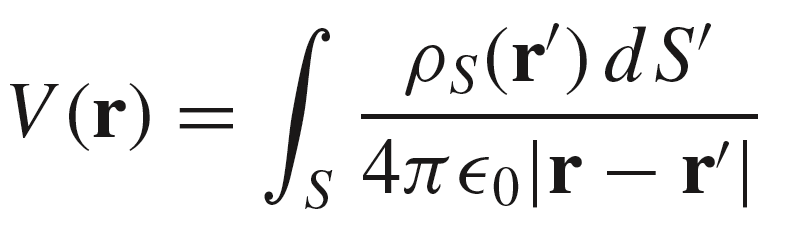 V(r) = ∫_S ρ_S(r′) dS′ / 4πϵ₀|r − r′|